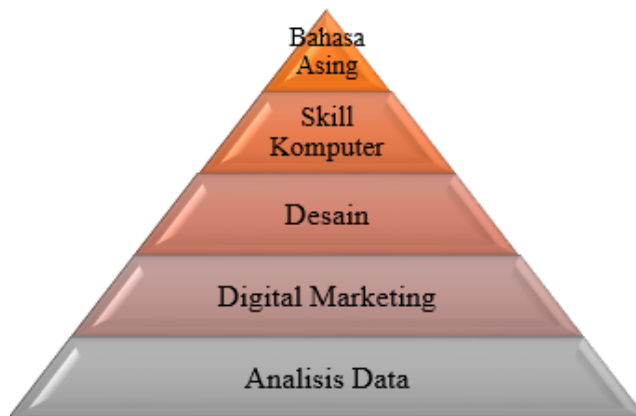 Bahasa
Asing
Skill
Komputer
Desain
Digital Marketing
Analisis Data